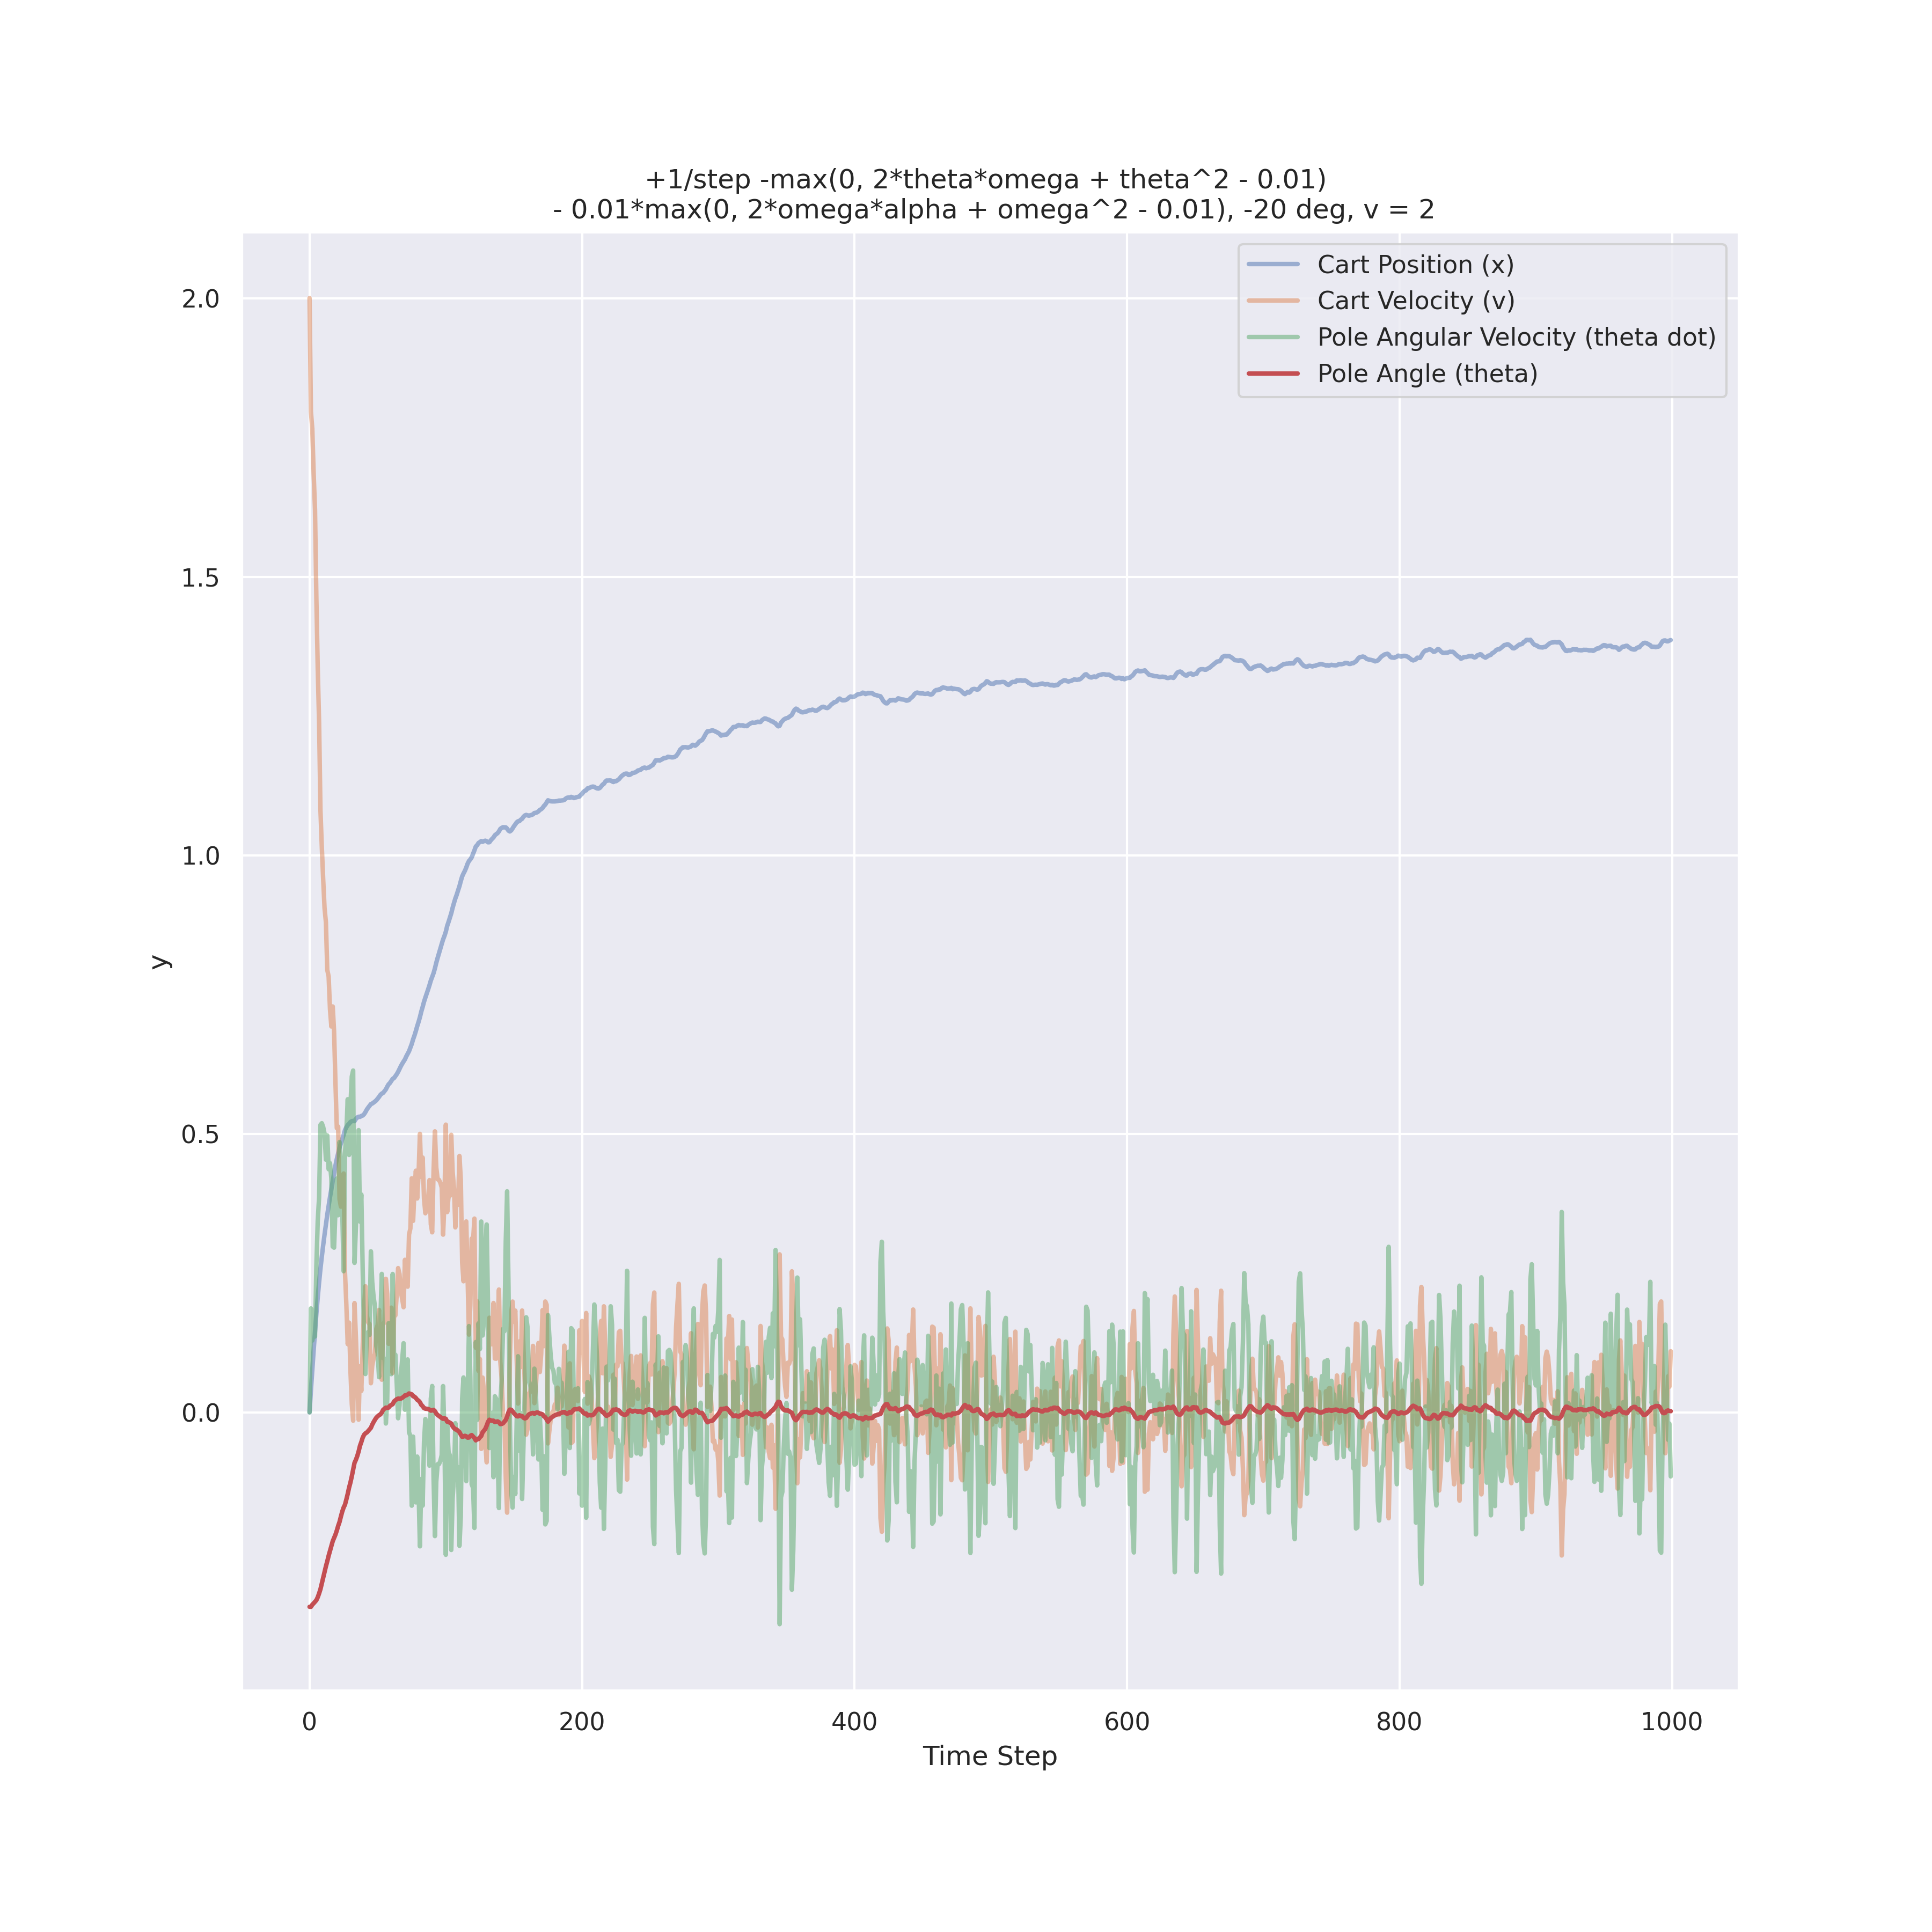 +1/step -max(0, 2*theta*omega + theta^2 - 0.01)
- 0.01*max(0, 2*omega*alpha + omega^2 - 0.01), -20 deg, v = 2
Cart Position (x)
Cart Velocity (v)
Pole Angular Velocity (theta dot)
Pole Angle (theta)
2.0
1.5
1.0
0.5
0.0
y
0 200 400 600 800 1000
Time Step